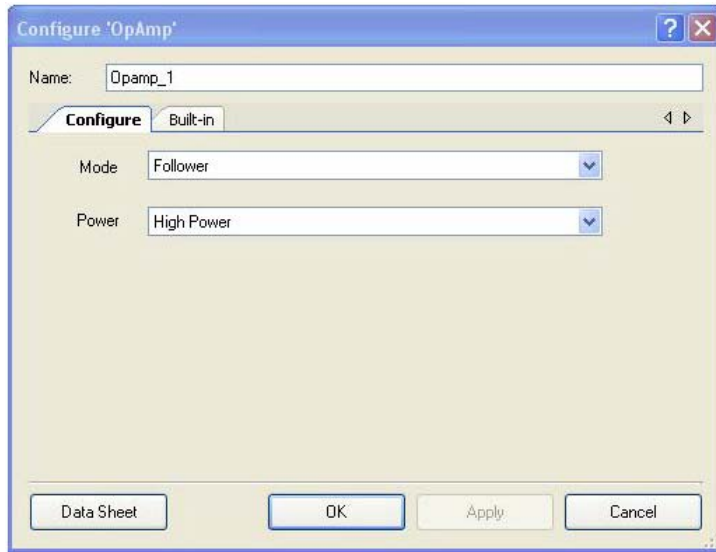 Configure 'OpAmp'
Name: Opamp_1
Configure Built-in
Mode Follower
Power High Power
Data Sheet OK Apply Cancel